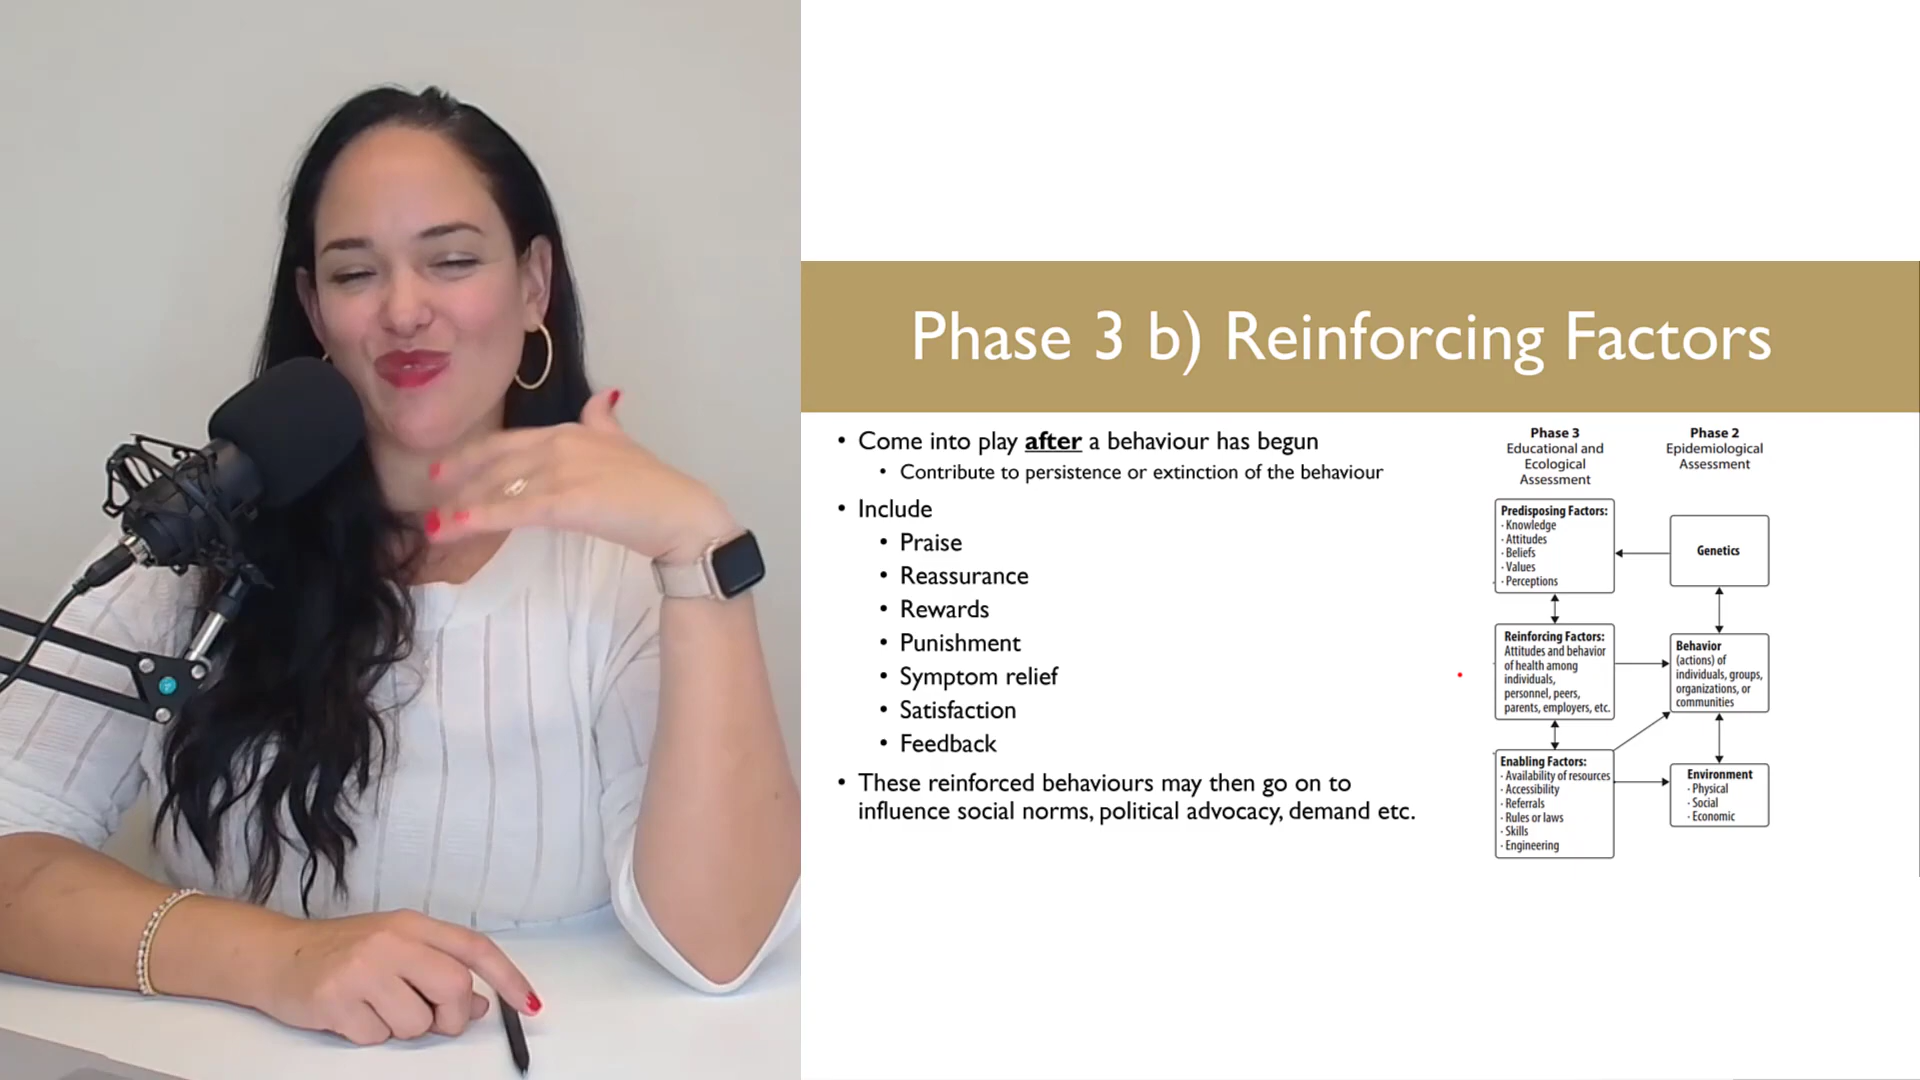 Phase 3 b) Reinforcing Factors
• Come into play after a behaviour has begun
• Contribute to persistence or extinction of the behaviour
• Include
• Praise
• Reassurance
• Rewards
• Punishment
• Symptom relief
• Satisfaction
• Feedback
• These reinforced behaviours may then go on to
influence social norms, political advocacy, demand etc.
Phase 3
Educational and
Ecological
Assessment
Phase 2
Epidemiological
Assessment
Predisposing Factors:
· Knowledge
· Attitudes
· Beliefs
· Values
· Perceptions
Genetics
Reinforcing Factors:
Attitudes and behavior
of health among
individuals,
personnel, peers,
parents, employers, etc.
Behavior
(actions) of
individuals, groups,
organizations, or
communities
Enabling Factors:
· Availability of resources
· Accessibility
· Referrals
· Rules or laws
· Skills
· Engineering
Environment
· Physical
· Social
· Economic